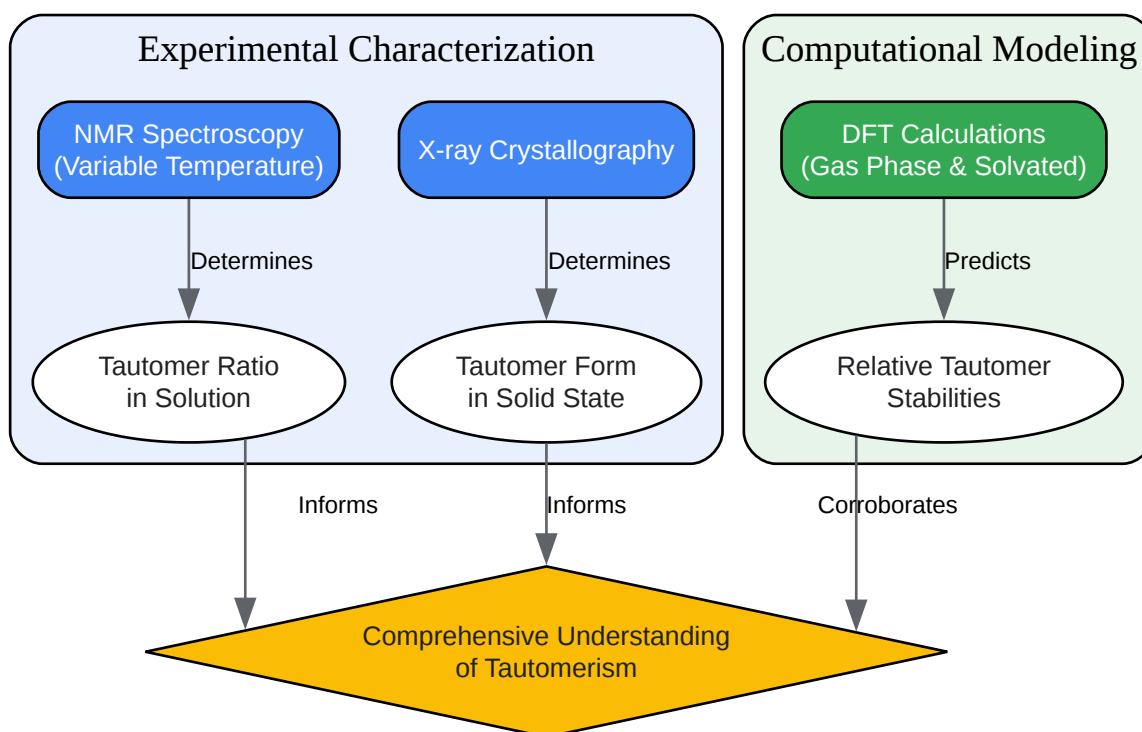 Experimental Characterization
Computational Modeling
NMR Spectroscopy
(Variable Temperature)
X-ray Crystallography
DFT Calculations
(Gas Phase & Solvated)
Determines
Determines
Predicts
Tautomer Ratio
in Solution
Tautomer Form
in Solid State
Relative Tautomer
Stabilities
Informs
Informs
Corroborates
Comprehensive Understanding
of Tautomerism